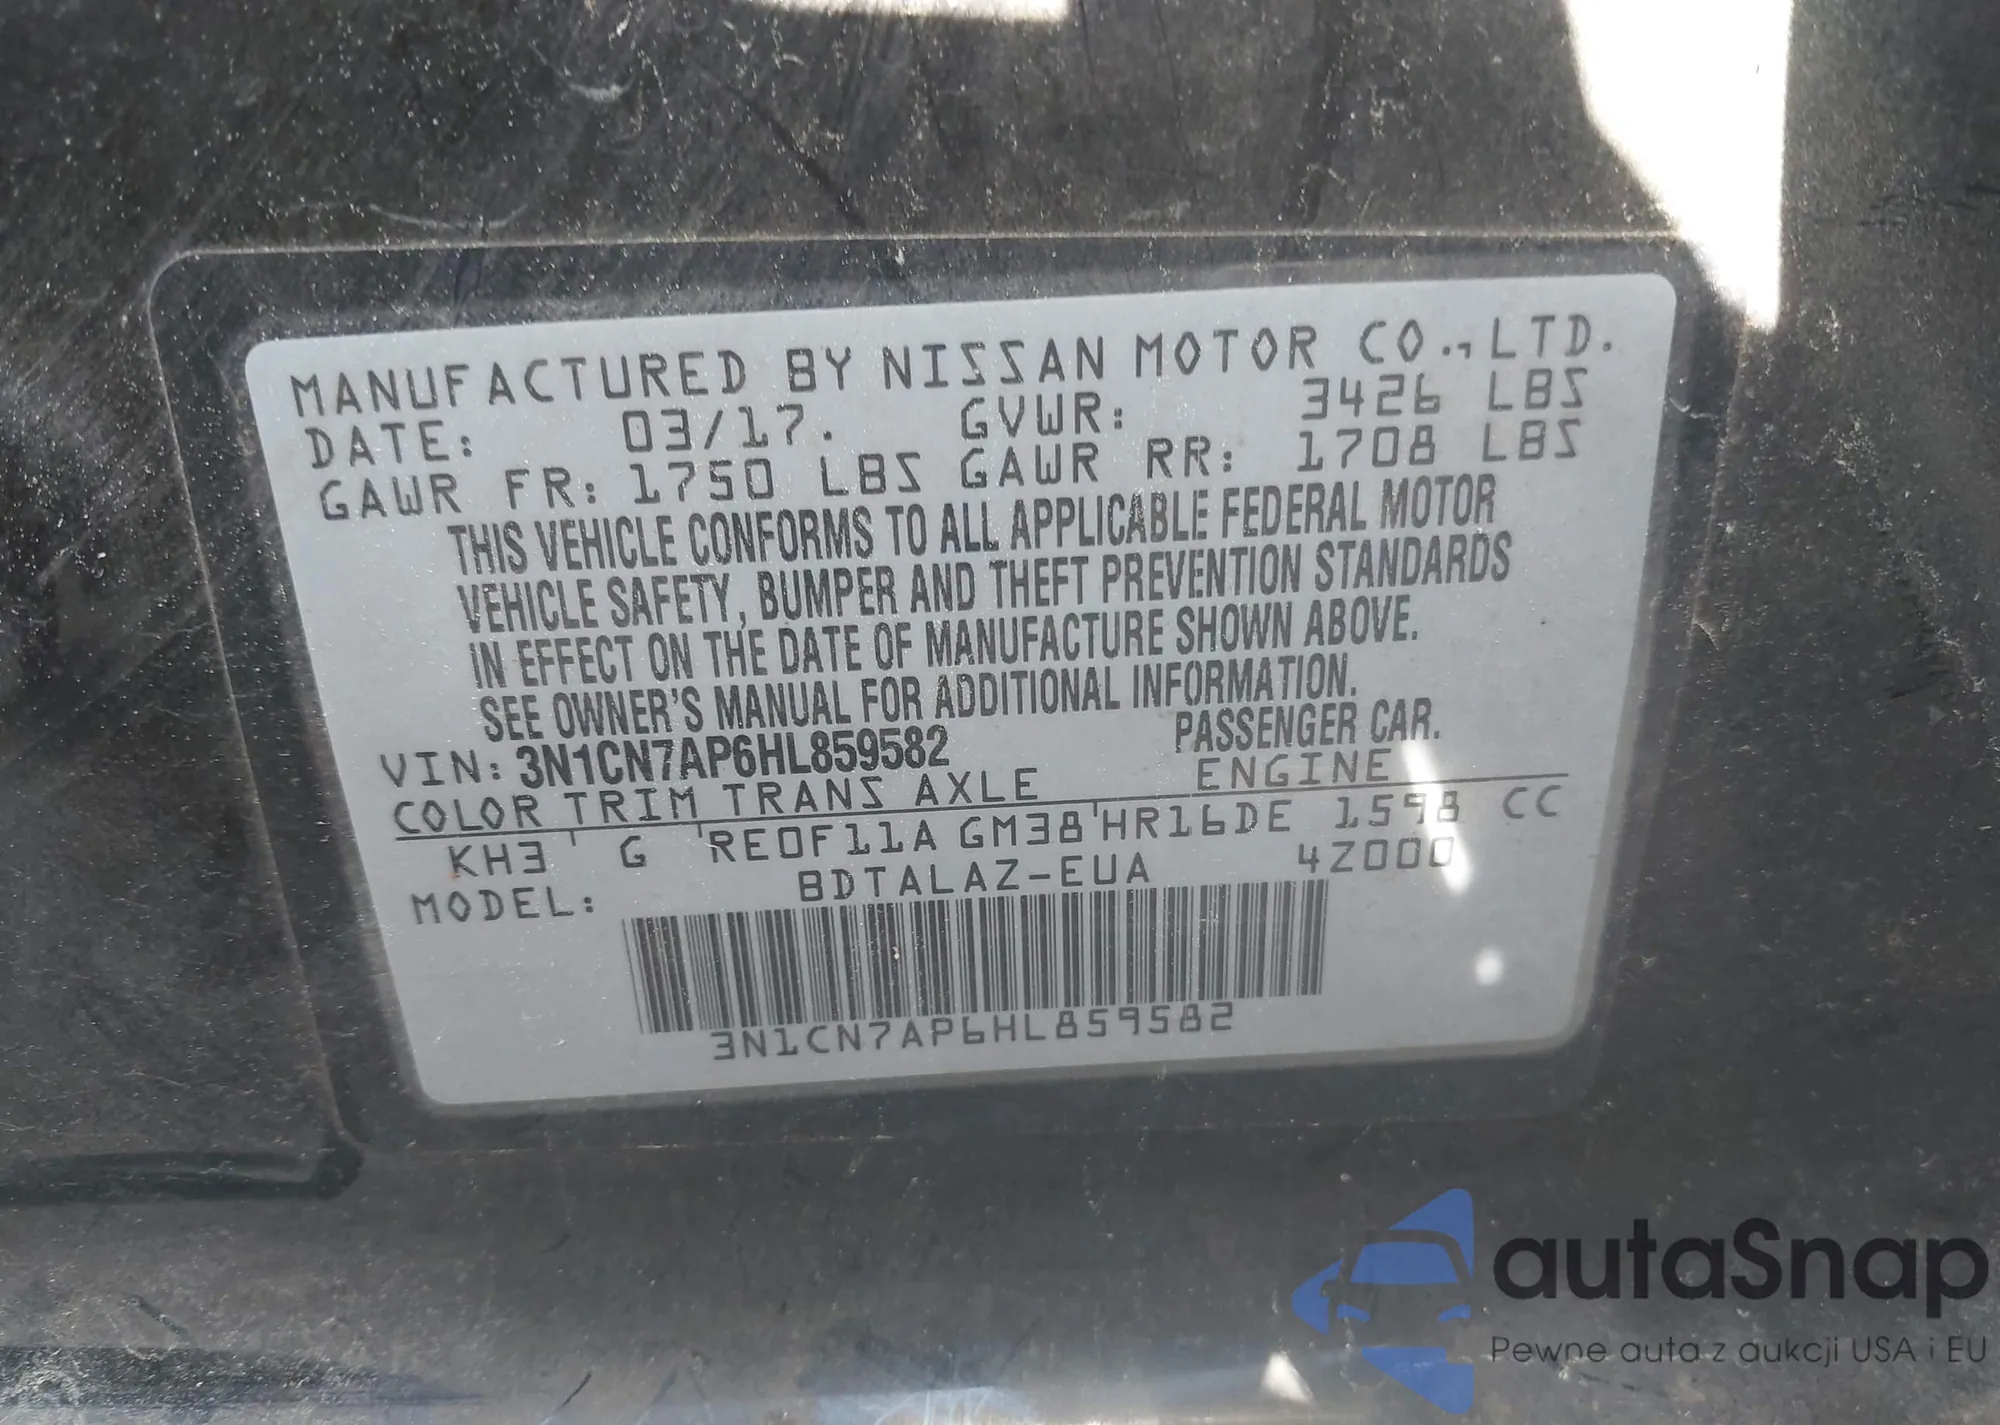 MANUFACTURED BY NISSAN MOTOR CO., LTD.
DATE: 03/17. GVWR: 3426 LBS
GAWR FR: 1750 LBS GAWR RR: 1708 LBS
THIS VEHICLE CONFORMS TO ALL APPLICABLE FEDERAL MOTOR
VEHICLE SAFETY, BUMPER AND THEFT PREVENTION STANDARDS
IN EFFECT ON THE DATE OF MANUFACTURE SHOWN ABOVE.
SEE OWNER'S MANUAL FOR ADDITIONAL INFORMATION.
VIN: 3N1CN7AP6HL859582 PASSENGER CAR.
COLOR TRIM TRANS AXLE ENGINE
KH3 G RE0F11A GM38 HR16DE 1598 CC
MODEL: BDTALAZ-EUA 4Z000
3N1CN7AP6HL859582
autaSnap
Pewne auta z aukcji USA i EU